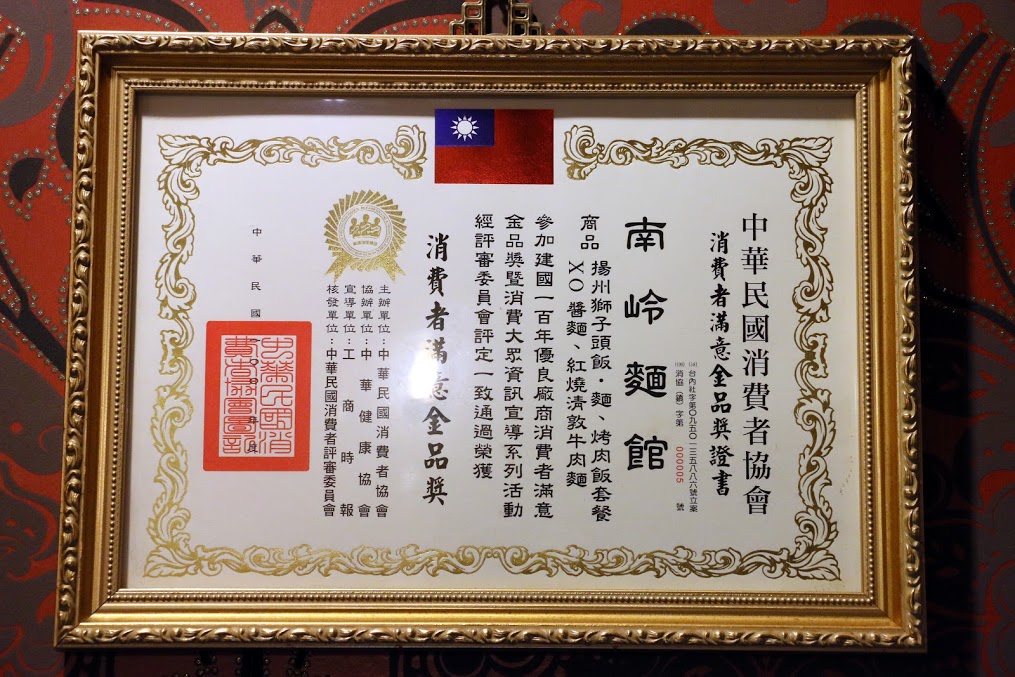 中華民國消費者協會
消費者滿意金品獎證書
台內社字第〇九五〇一三五八八六號立案
消協（績）字第 000005 號
南岭麵館
商品 揚州獅子頭飯・麵、烤肉飯套餐
XO醬麵、紅燒清敦牛肉麵
參加建國一百年優良廠商消費者滿意
金品獎暨消費大眾資訊宣導系列活動
經評審委員會評定一致通過榮獲
消費者滿意金品獎
主辦單位：中華民國消費者協會
協辦單位：中華健康協會
宣導單位：工商時報
核發單位：中華民國消費者評審委員會
中華民國